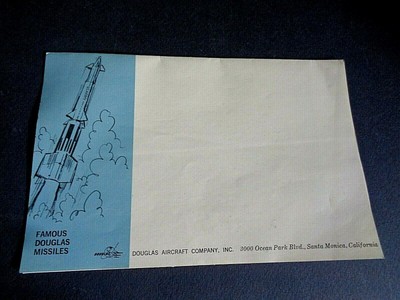 FAMOUS
DOUGLAS
MISSILES
DOUGLAS AIRCRAFT COMPANY, INC. 3000 Ocean Park Blvd., Santa Monica, California